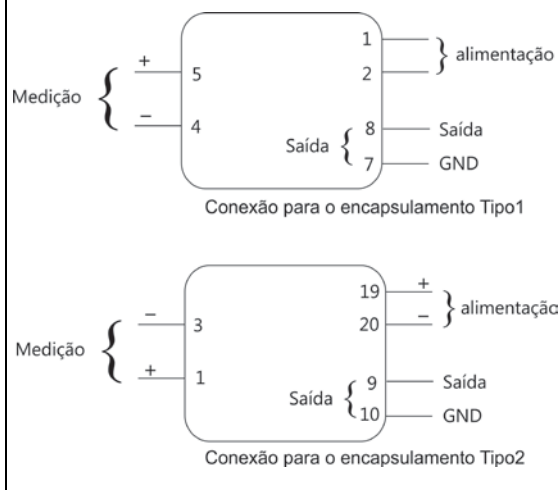 1
+
5
2
} alimentação
Medição {
−
4
Saída { 8
Saída
7
GND
Conexão para o encapsulamento Tipo1
19 +
−
3
20 −
} alimentação
Medição {
+
1
Saída { 9
Saída
10
GND
Conexão para o encapsulamento Tipo2